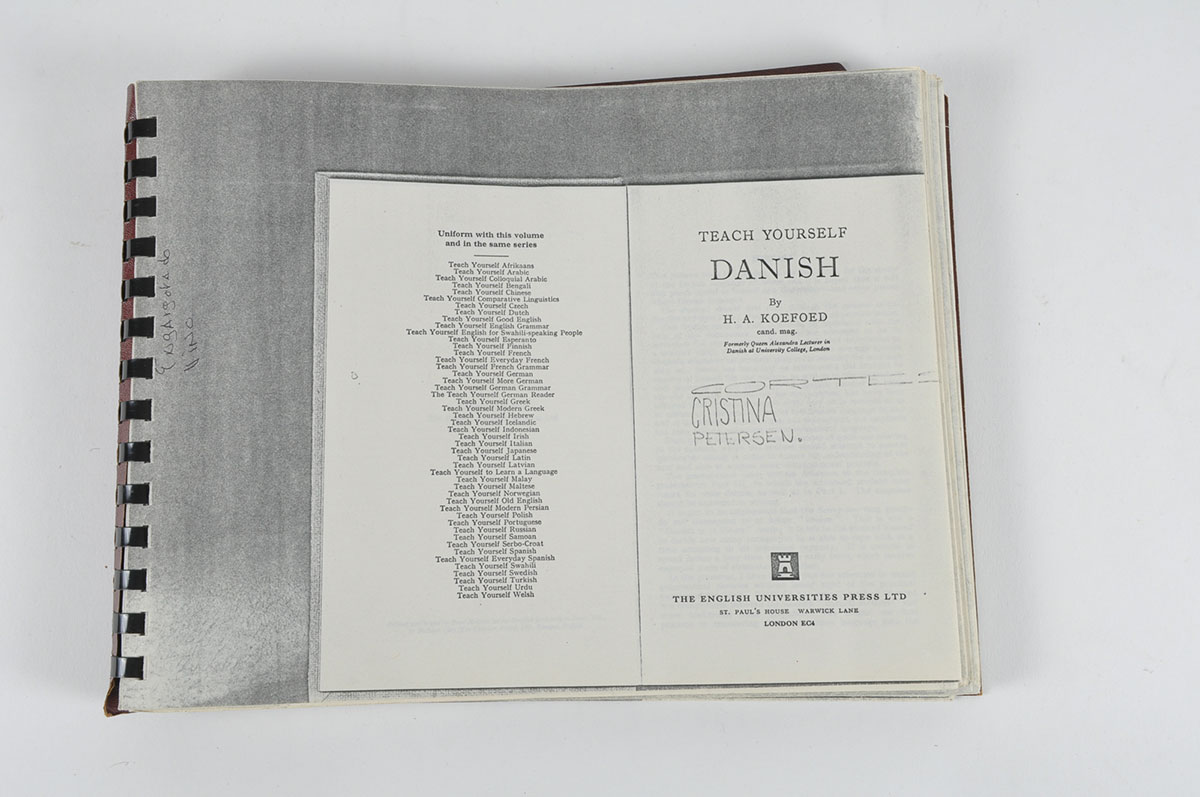 Uniform with this volume
and in the same series
Teach Yourself Afrikaans
Teach Yourself Arabic
Teach Yourself Colloquial Arabic
Teach Yourself Bengali
Teach Yourself Chinese
Teach Yourself Comparative Linguistics
Teach Yourself Czech
Teach Yourself Dutch
Teach Yourself Good English
Teach Yourself English Grammar
Teach Yourself English for Swahili-speaking People
Teach Yourself Esperanto
Teach Yourself Finnish
Teach Yourself French
Teach Yourself Everyday French
Teach Yourself French Grammar
Teach Yourself German
Teach Yourself More German
Teach Yourself German Grammar
The Teach Yourself German Reader
Teach Yourself Greek
Teach Yourself Modern Greek
Teach Yourself Hebrew
Teach Yourself Icelandic
Teach Yourself Indonesian
Teach Yourself Irish
Teach Yourself Italian
Teach Yourself Japanese
Teach Yourself Latin
Teach Yourself Latvian
Teach Yourself to Learn a Language
Teach Yourself Malay
Teach Yourself Maltese
Teach Yourself Norwegian
Teach Yourself Old English
Teach Yourself Modern Persian
Teach Yourself Polish
Teach Yourself Portuguese
Teach Yourself Russian
Teach Yourself Samoan
Teach Yourself Serbo-Croat
Teach Yourself Spanish
Teach Yourself Everyday Spanish
Teach Yourself Swahili
Teach Yourself Swedish
Teach Yourself Turkish
Teach Yourself Urdu
Teach Yourself Welsh
TEACH YOURSELF
DANISH
By
H. A. KOEFOED
cand. mag.
Formerly Queen Alexandra Lecturer in
Danish at University College, London
CORTES
CRISTINA
PETERSEN.
THE ENGLISH UNIVERSITIES PRESS LTD
ST. PAUL'S HOUSE WARWICK LANE
LONDON EC4